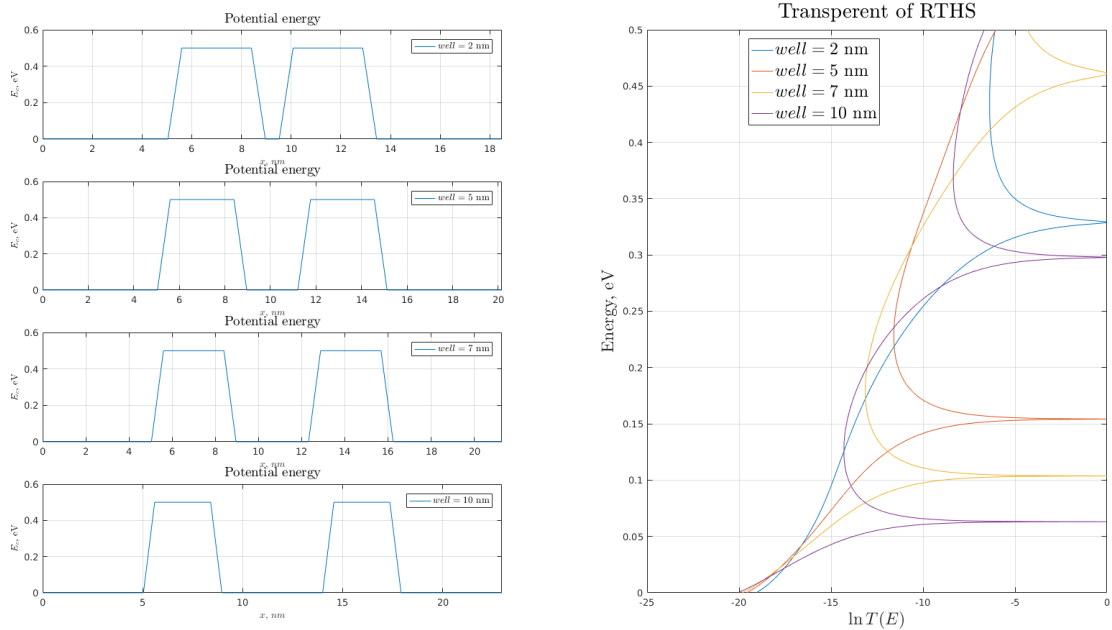 Potential energy
well = 2 nm
E_c, eV
0.6
0.4
0.2
0
0 2 4 6 8 10 12 14 16 18
x, nm
Potential energy
well = 5 nm
E_c, eV
0.6
0.4
0.2
0
0 2 4 6 8 10 12 14 16 18 20
x, nm
Potential energy
well = 7 nm
E_c, eV
0.6
0.4
0.2
0
0 2 4 6 8 10 12 14 16 18 20
x, nm
Potential energy
well = 10 nm
E_c, eV
0.6
0.4
0.2
0
0 5 10 15 20
x, nm
Transperent of RTHS
well = 2 nm
well = 5 nm
well = 7 nm
well = 10 nm
Energy, eV
0.5
0.45
0.4
0.35
0.3
0.25
0.2
0.15
0.1
0.05
0
-25 -20 -15 -10 -5 0
ln T(E)